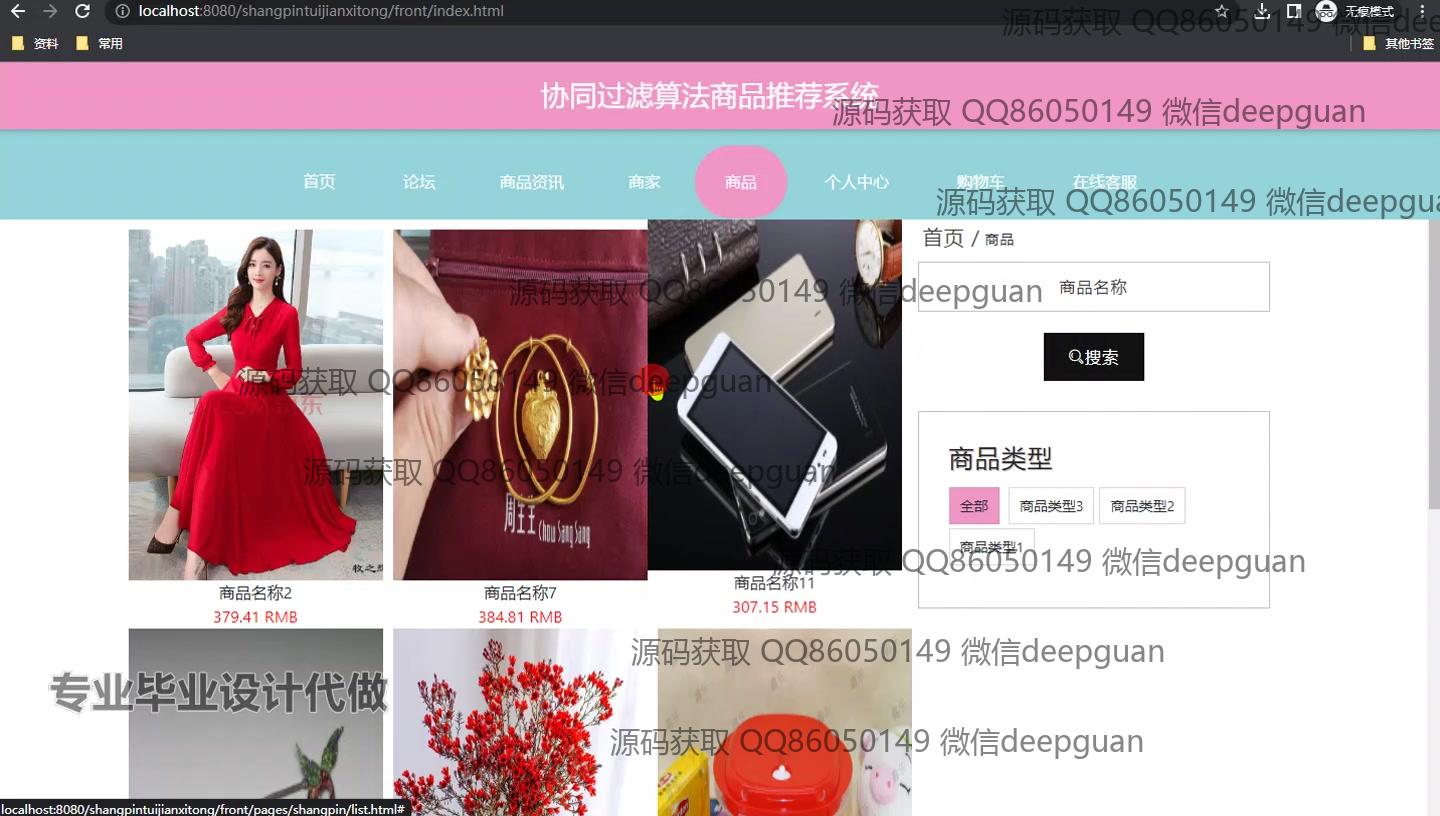 localhost:8080/shangpintuijianxitong/front/index.html
无痕模式
源码获取 QQ86050149 微信dee
资料
常用
其他书签
协同过滤算法商品推荐系统
源码获取 QQ86050149 微信deepguan
首页
论坛
商品资讯
商家
商品
个人中心
购物车
在线客服
源码获取 QQ86050149 微信deepgua
首页 / 商品
商品名称
源码获取 QQ86050149 微信deepguan
搜索
源码获取 QQ86050149 微信deepguan
周生生 Chow Sang Sang
源码获取 QQ86050149 微信deepguan
商品类型
全部
商品类型3
商品类型2
商品类型1
源码获取 QQ86050149 微信deepguan
商品名称2
379.41 RMB
商品名称7
384.81 RMB
商品名称11
307.15 RMB
源码获取 QQ86050149 微信deepguan
专业毕业设计代做
源码获取 QQ86050149 微信deepguan
localhost:8080/shangpintuijianxitong/front/pages/shangpin/list.html#